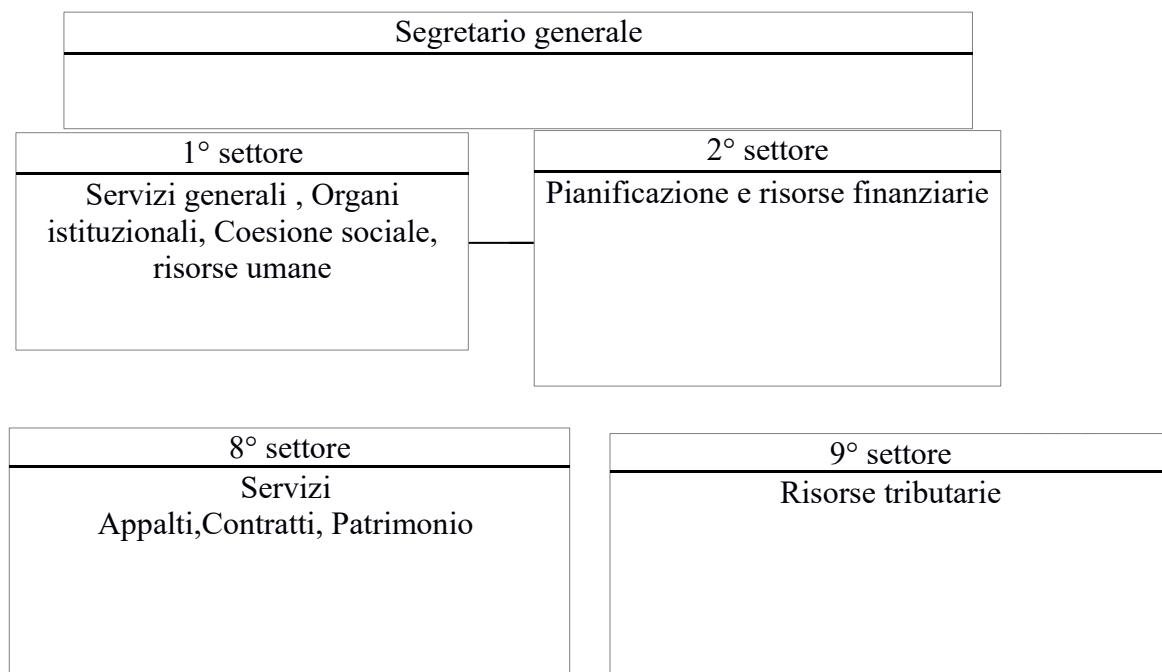 Segretario generale
1° settore
Servizi generali , Organi
istituzionali, Coesione sociale,
risorse umane
2° settore
Pianificazione e risorse finanziarie
8° settore
Servizi
Appalti,Contratti, Patrimonio
9° settore
Risorse tributarie